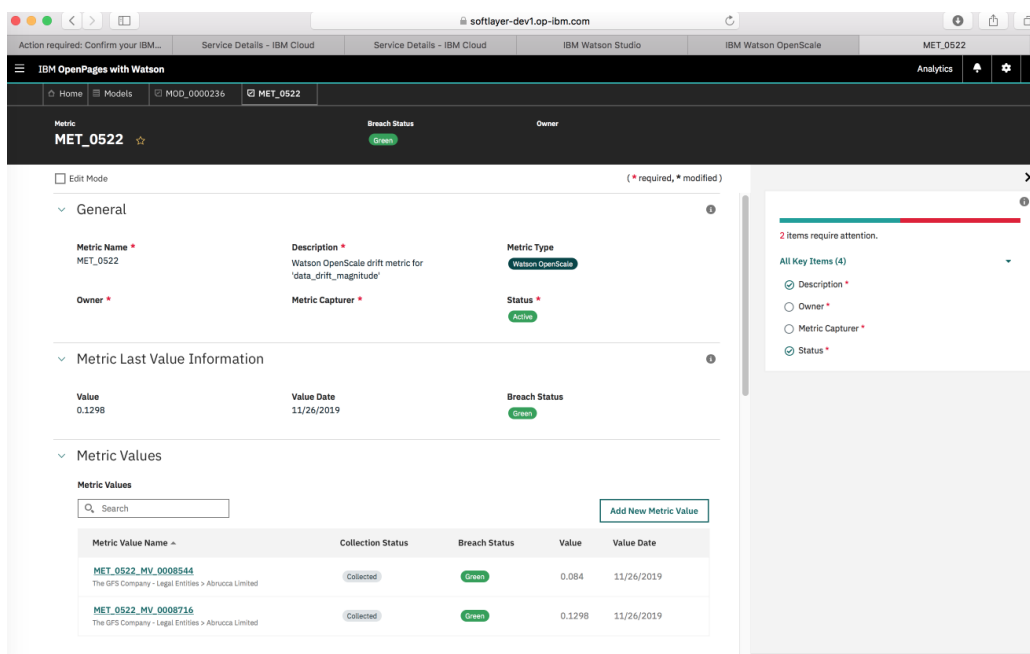 softlayer-dev1.op-ibm.com
Action required: Confirm your IBM... Service Details - IBM Cloud Service Details - IBM Cloud IBM Watson Studio IBM Watson OpenScale MET_0522
IBM OpenPages with Watson Analytics
Home Models MOD_0000236 MET_0522
Metric Breach Status Owner
MET_0522 Green
Edit Mode ( * required, * modified )
General
Metric Name * Description * Metric Type
MET_0522 Watson OpenScale drift metric for Watson OpenScale
'data_drift_magnitude'
Owner * Metric Capturer * Status *
Active
Metric Last Value Information
Value Value Date Breach Status
0.1298 11/26/2019 Green
Metric Values
Metric Values
Search Add New Metric Value
Metric Value Name Collection Status Breach Status Value Value Date
MET_0522_MV_0008544 Collected Green 0.084 11/26/2019
The GFS Company - Legal Entities > Abrucca Limited
MET_0522_MV_0008716 Collected Green 0.1298 11/26/2019
The GFS Company - Legal Entities > Abrucca Limited
2 items require attention.
All Key Items (4)
Description *
Owner *
Metric Capturer *
Status *